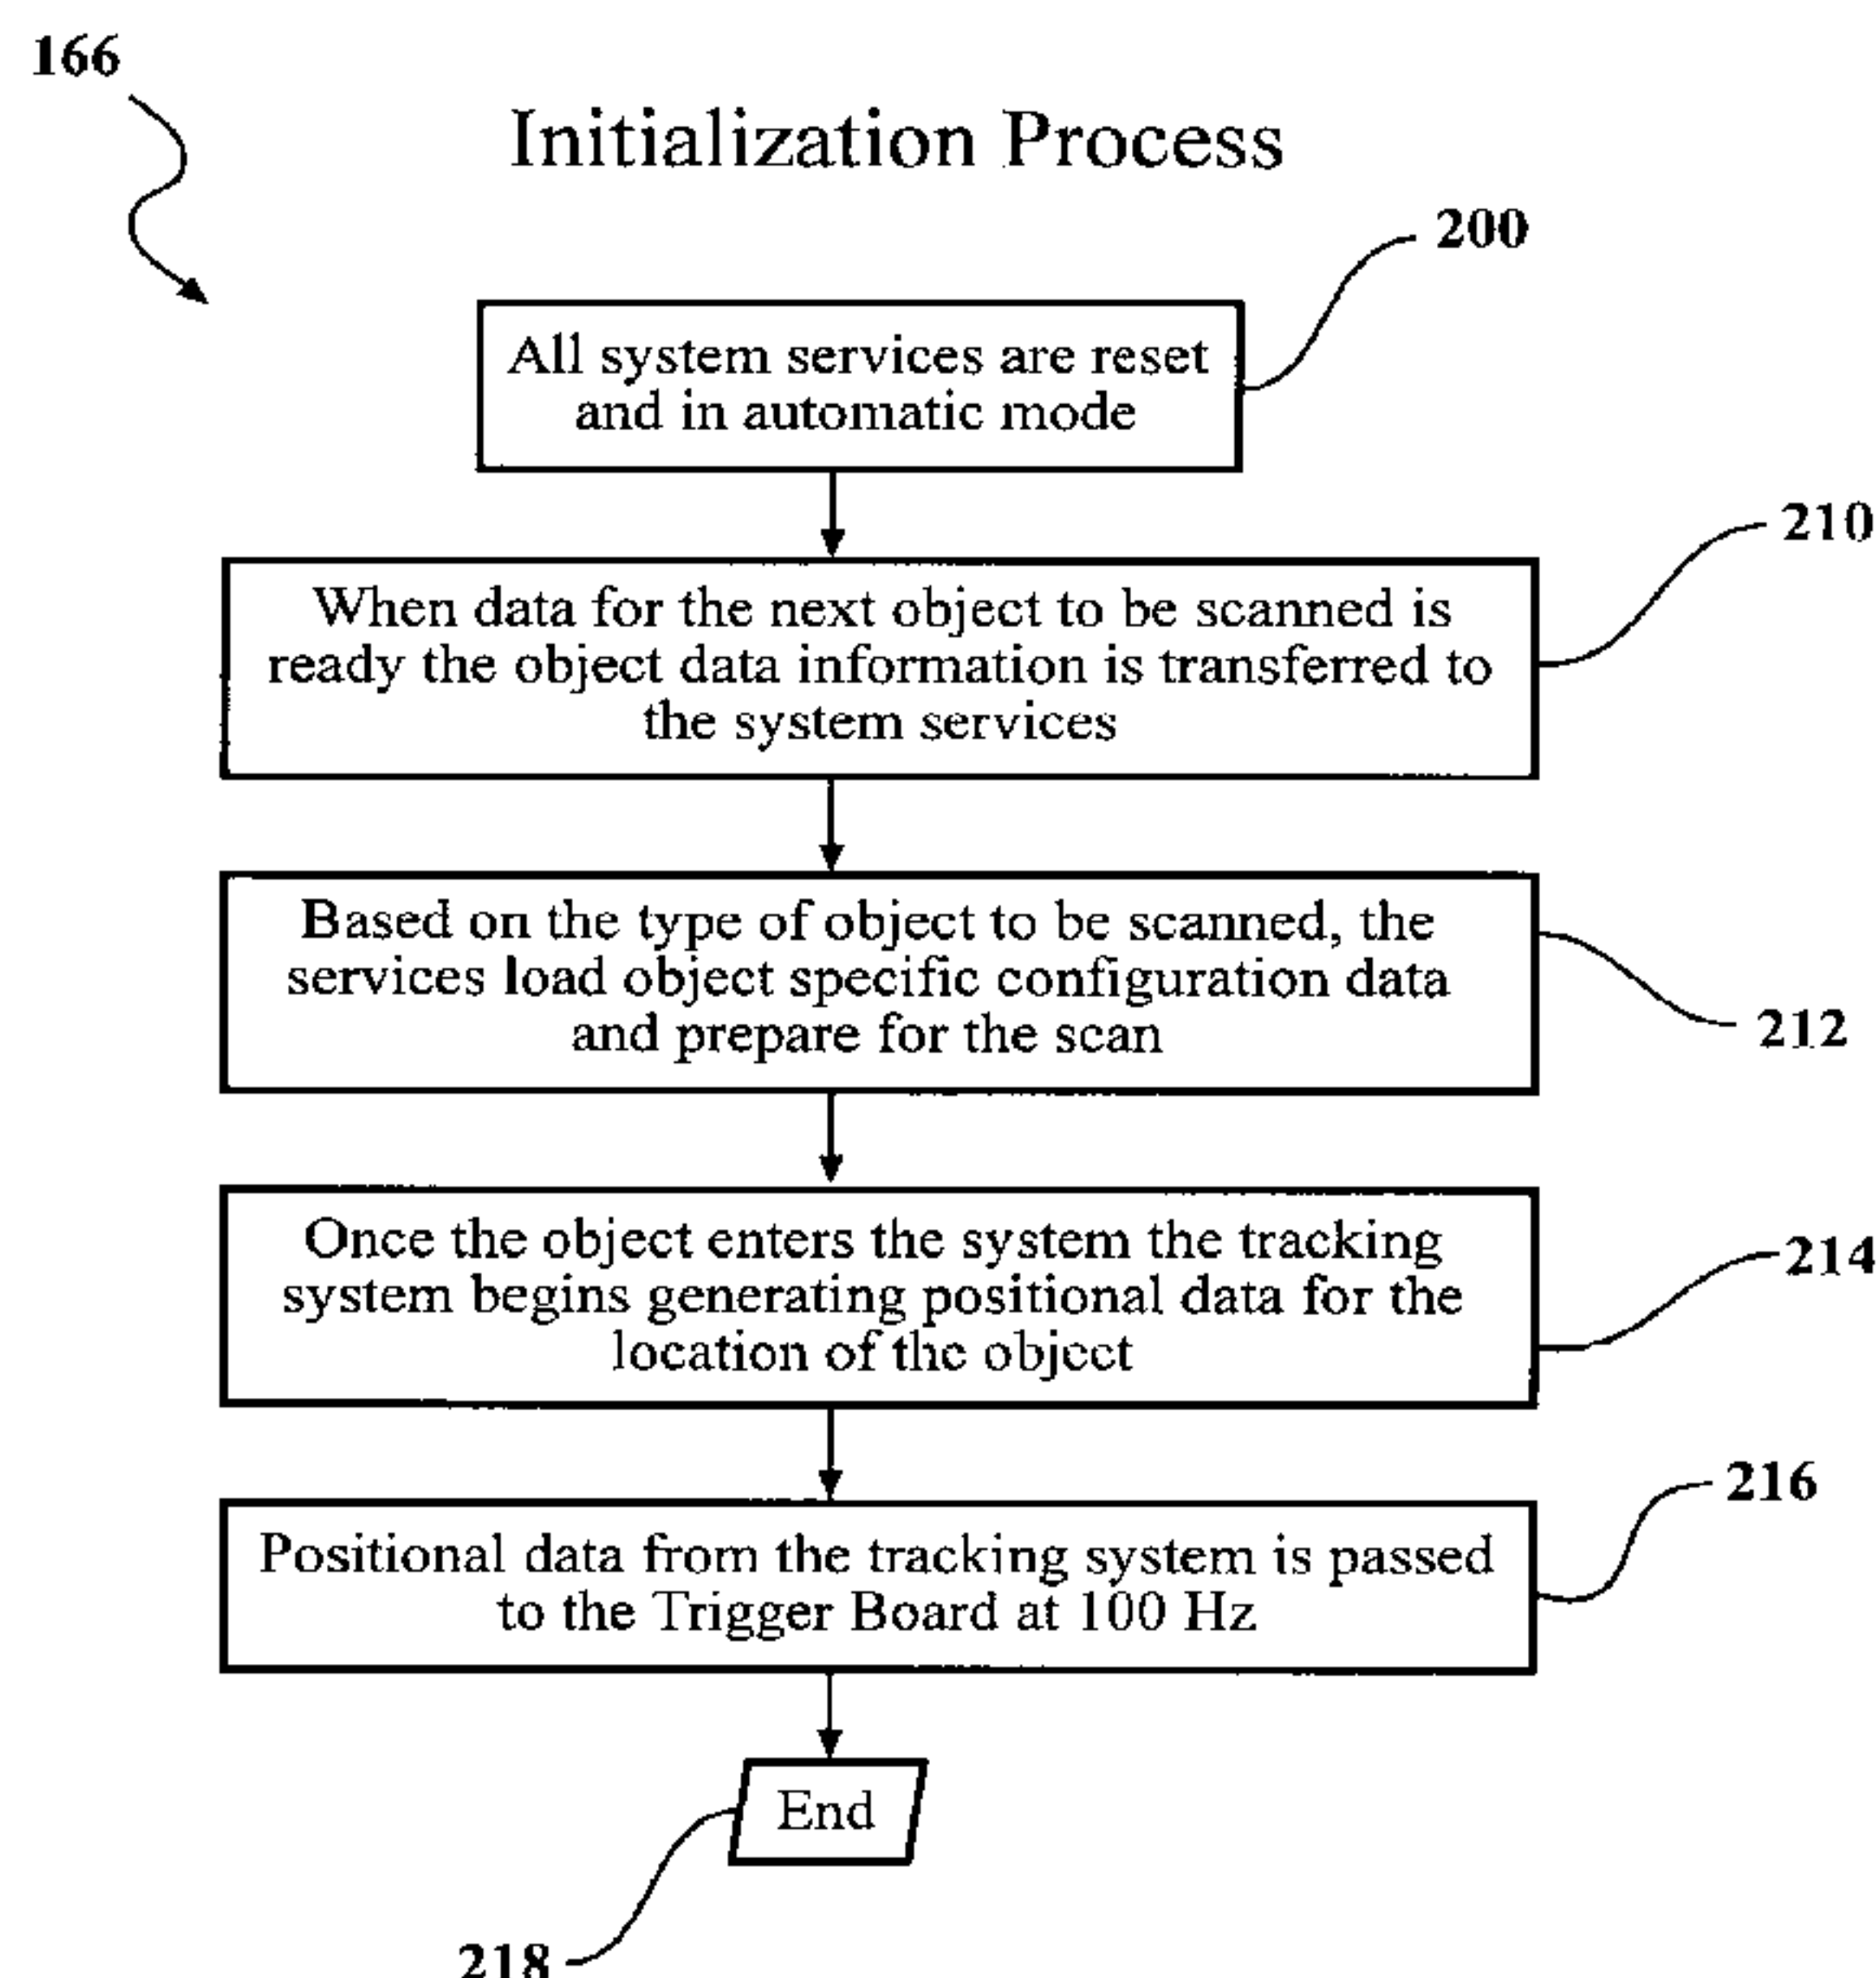 166
Initialization Process
200
All system services are reset
and in automatic mode
210
When data for the next object to be scanned is
ready the object data information is transferred to
the system services
Based on the type of object to be scanned, the
services load object specific configuration data
and prepare for the scan
212
Once the object enters the system the tracking
system begins generating positional data for the
location of the object
214
216
Positional data from the tracking system is passed
to the Trigger Board at 100 Hz
End
218